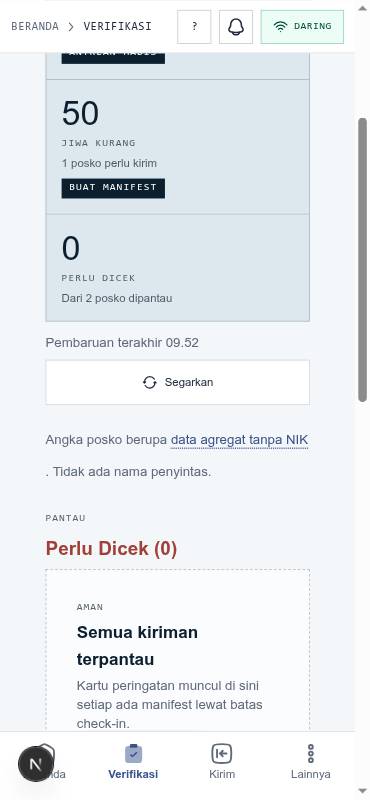 BERANDA > VERIFIKASI
?
DARING
50
JIWA KURANG
1 posko perlu kirim
BUAT MANIFEST
0
PERLU DICEK
Dari 2 posko dipantau
Pembaruan terakhir 09.52
Segarkan
Angka posko berupa data agregat tanpa NIK
. Tidak ada nama penyintas.
PANTAU
Perlu Dicek (0)
AMAN
Semua kiriman
terpantau
Kartu peringatan muncul di sini
setiap ada manifest lewat batas
check-in.
N
nda
Verifikasi
Kirim
Lainnya